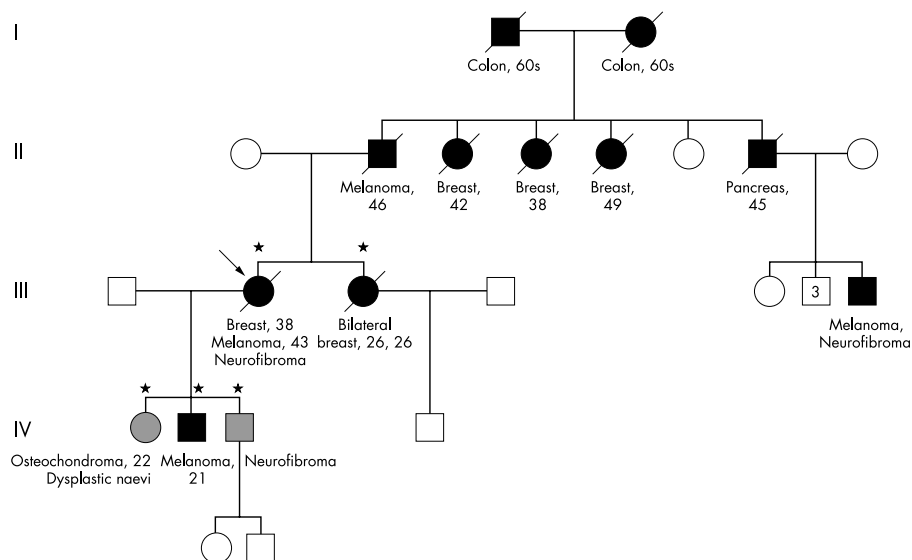 I
Colon, 60s
Colon, 60s
II
Melanoma,
46
Breast,
42
Breast,
38
Breast,
49
Pancreas,
45
III
3
Breast, 38
Melanoma, 43
Neurofibroma
Bilateral
breast, 26, 26
Melanoma,
Neurofibroma
IV
Osteochondroma, 22
Dysplastic naevi
Melanoma,
21
Neurofibroma